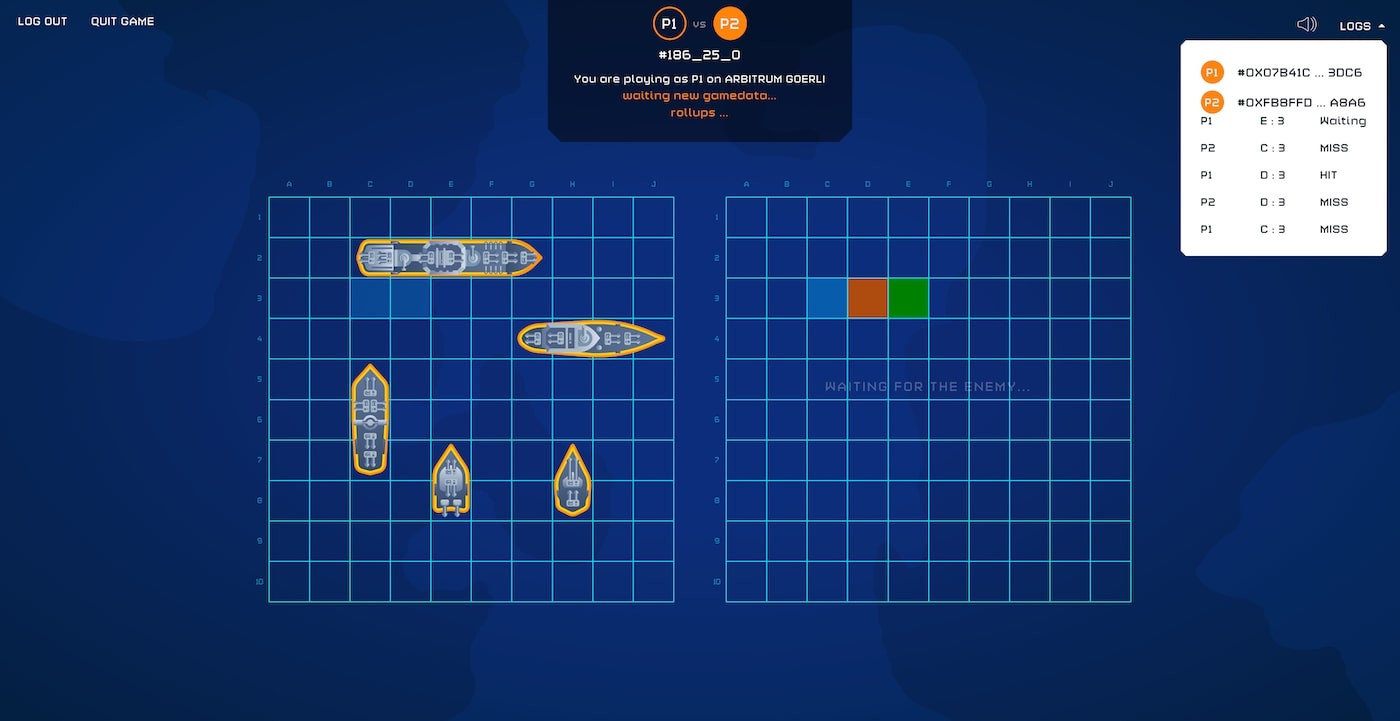 LOG OUT QUIT GAME
P1 vs P2
#186_25_0
You are playing as P1 on ARBITRUM GOERLI
waiting new gamedata...
rollups ...
LOGS
P1 #0X07B41C ... 3DC6
P2 #0XFB8FFD ... A8A6
P1 E : 3 Waiting
P2 C : 3 MISS
P1 D : 3 HIT
P2 D : 3 MISS
P1 C : 3 MISS
A B C D E F G H I J
1
2
3
4
5
6
7
8
9
10
A B C D E F G H I J
1
2
3
4
5
6
7
8
9
10
WAITING FOR THE ENEMY...